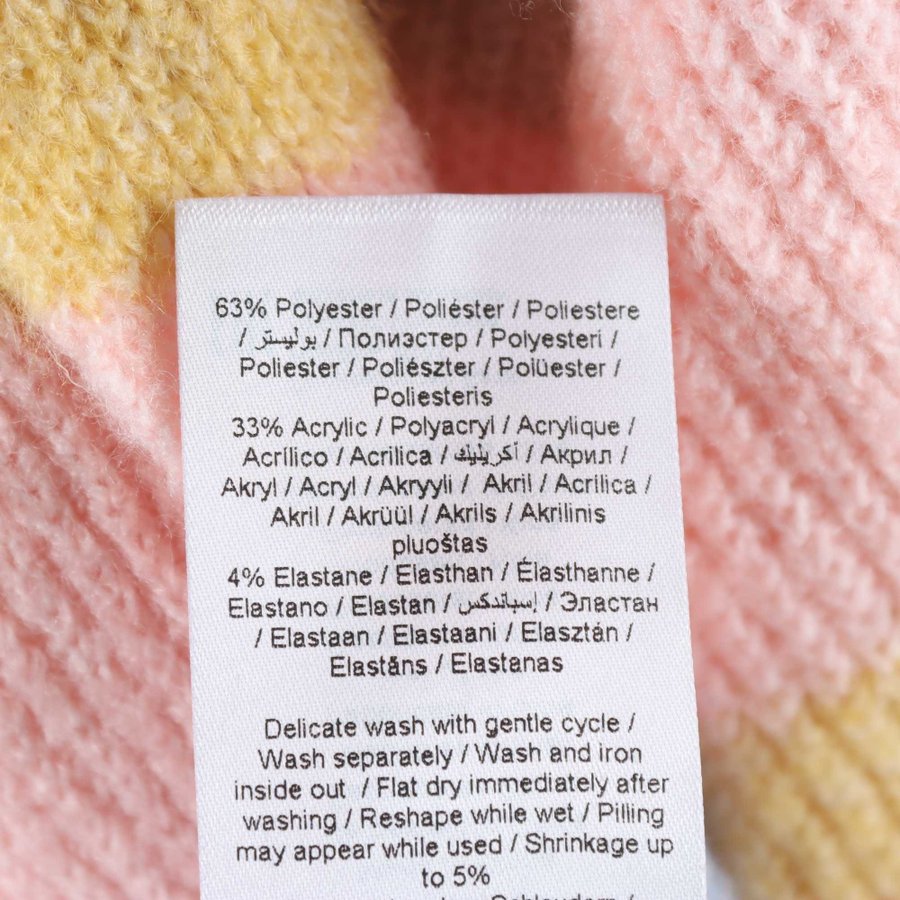 63% Polyester / Poliéster / Poliestere
/ بوليستر / Полиэстер / Polyesteri /
Poliester / Poliészter / Poiüester /
Poliesteris
33% Acrylic / Polyacryl / Acrylique /
Acrílico / Acrilica / آكريليك / Акрил /
Akryl / Acryl / Akryyli / Akril / Acrilica /
Akril / Akrüül / Akrils / Akrilinis
pluoštas
4% Elastane / Elasthan / Élasthanne /
Elastano / Elastan / إسباندكس / Эластан
/ Elastaan / Elastaani / Elasztán /
Elastāns / Elastanas
Delicate wash with gentle cycle /
Wash separately / Wash and iron
inside out / Flat dry immediately after
washing / Reshape while wet / Pilling
may appear while used / Shrinkage up
to 5%